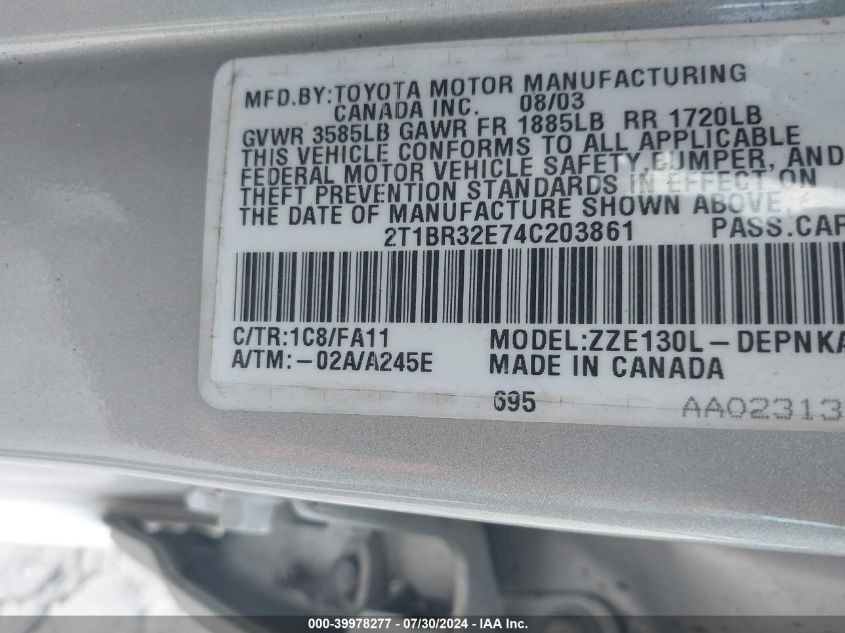 MFD.BY:TOYOTA MOTOR MANUFACTURING
CANADA INC. 08/03
GVWR 3585LB GAWR FR 1885LB RR 1720LB
THIS VEHICLE CONFORMS TO ALL APPLICABLE
FEDERAL MOTOR VEHICLE SAFETY, BUMPER, AND
THEFT PREVENTION STANDARDS IN EFFECT ON
THE DATE OF MANUFACTURE SHOWN ABOVE.
2T1BR32E74C203861 PASS.CAR
C/TR:1C8/FA11 MODEL:ZZE130L-DEPNKA
A/TM:-02A/A245E MADE IN CANADA
695 AA02313
000-39978277 - 07/30/2024 - IAA Inc.